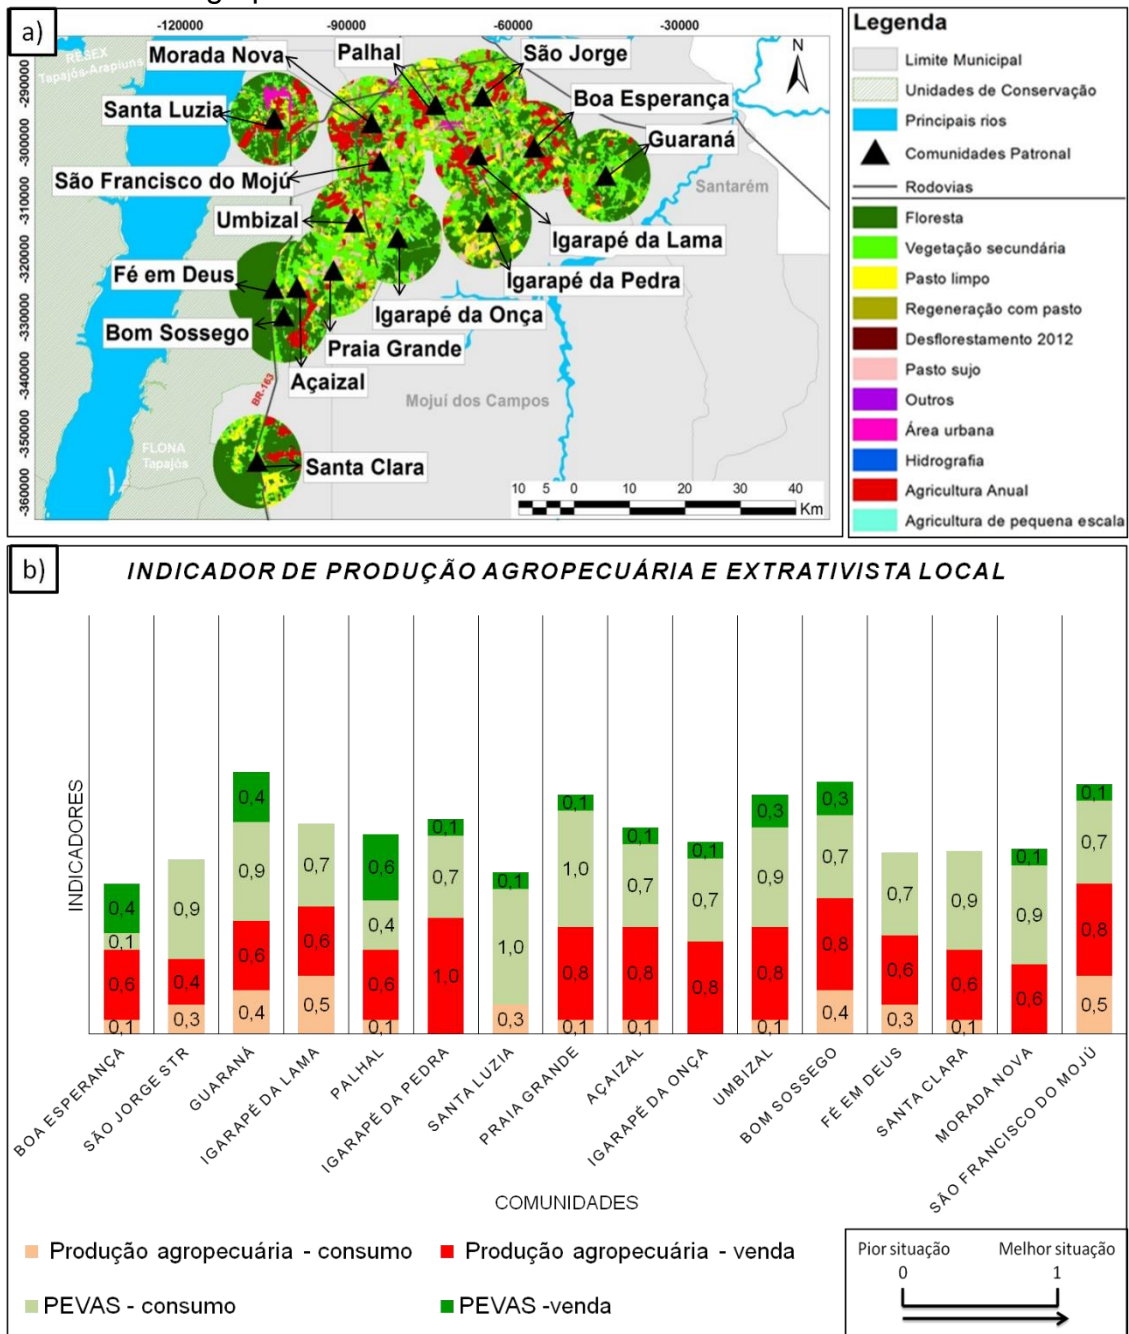 a)
-120000 -90000 -60000 -30000
-290000
-300000
-310000
-320000
-330000
-340000
-350000
-360000
RESEX
Tapajós-Arapiuns
Morada Nova
Palhal
São Jorge
Santa Luzia
Boa Esperança
Guaraná
São Francisco do Mojú
Santarém
Umbizal
Igarapé da Lama
Fé em Deus
Igarapé da Pedra
Bom Sossego
Igarapé da Onça
Praia Grande
Açaizal
BR-163
Mojuí dos Campos
FLONA
Tapajós
Santa Clara
N
10 5 0 10 20 30 40
Km
Legenda
Limite Municipal
Unidades de Conservação
Principais rios
Comunidades Patronal
Rodovias
Floresta
Vegetação secundária
Pasto limpo
Regeneração com pasto
Desflorestamento 2012
Pasto sujo
Outros
Área urbana
Hidrografia
Agricultura Anual
Agricultura de pequena escala
b)
INDICADOR DE PRODUÇÃO AGROPECUÁRIA E EXTRATIVISTA LOCAL
INDICADORES
0,4
0,1
0,6
0,1
0,9
0,4
0,3
0,4
0,9
0,6
0,4
0,7
0,6
0,5
0,6
0,4
0,6
0,1
0,1
0,7
1,0
0,1
1,0
0,3
0,1
1,0
0,8
0,1
0,1
0,7
0,8
0,1
0,1
0,7
0,8
0,3
0,9
0,8
0,1
0,3
0,7
0,8
0,4
0,7
0,6
0,3
0,9
0,6
0,1
0,1
0,9
0,6
0,1
0,7
0,8
0,5
BOA ESPERANÇA
SÃO JORGE STR
GUARANÁ
IGARAPÉ DA LAMA
PALHAL
IGARAPÉ DA PEDRA
SANTA LUZIA
PRAIA GRANDE
AÇAIZAL
IGARAPÉ DA ONÇA
UMBIZAL
BOM SOSSEGO
FÉ EM DEUS
SANTA CLARA
MORADA NOVA
SÃO FRANCISCO DO MOJÚ
COMUNIDADES
Produção agropecuária - consumo
Produção agropecuária - venda
PEVAS - consumo
PEVAS -venda
Pior situação Melhor situação
0 1